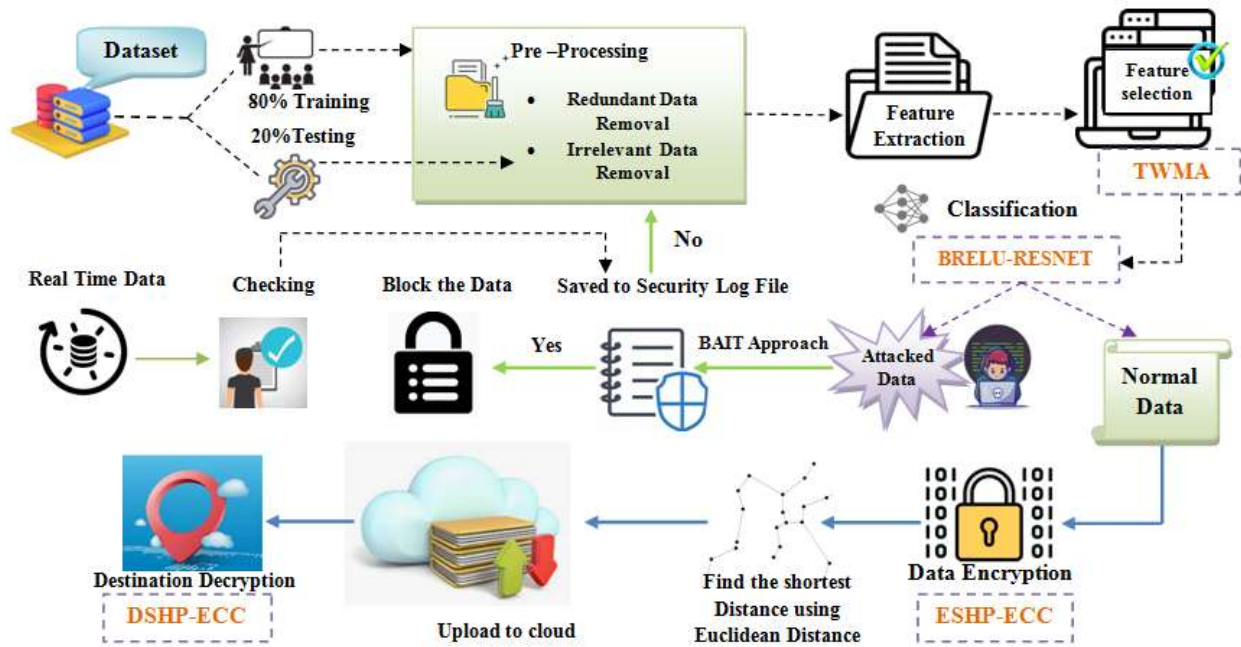 Dataset
80% Training
20%Testing
Pre –Processing
• Redundant Data
Removal
• Irrelevant Data
Removal
Feature
Extraction
Feature
selection
TWMA
Classification
BRELU-RESNET
No
Real Time Data
Checking
Block the Data
Saved to Security Log File
Yes
BAIT Approach
Attacked
Data
Normal
Data
Destination Decryption
DSHP-ECC
Upload to cloud
Find the shortest
Distance using
Euclidean Distance
Data Encryption
ESHP-ECC